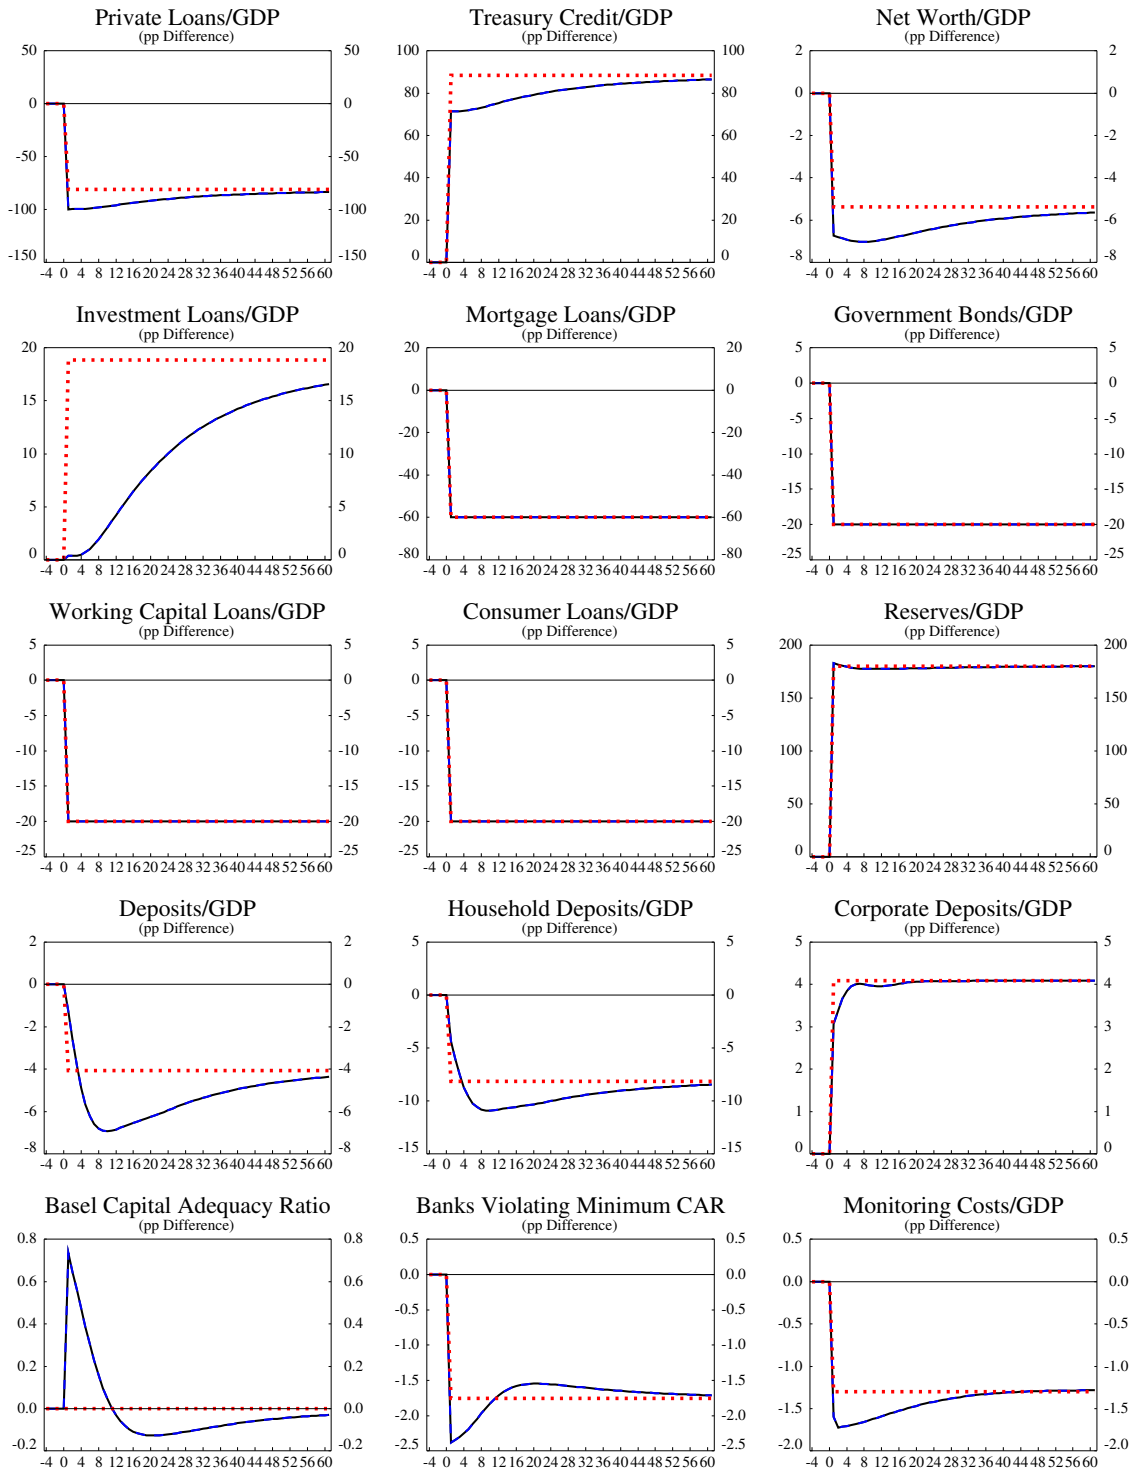 Private Loans/GDP
(pp Difference)
50 50
0 0
-50 -50
-100 -100
-150 -150
-4 0 4 8 12 16 20 24 28 32 36 40 44 48 52 56 60
Treasury Credit/GDP
(pp Difference)
100 100
80 80
60 60
40 40
20 20
0 0
-4 0 4 8 12 16 20 24 28 32 36 40 44 48 52 56 60
Net Worth/GDP
(pp Difference)
2 2
0 0
-2 -2
-4 -4
-6 -6
-8 -8
-4 0 4 8 12 16 20 24 28 32 36 40 44 48 52 56 60
Investment Loans/GDP
(pp Difference)
20 20
15 15
10 10
5 5
0 0
-4 0 4 8 12 16 20 24 28 32 36 40 44 48 52 56 60
Mortgage Loans/GDP
(pp Difference)
20 20
0 0
-20 -20
-40 -40
-60 -60
-80 -80
-4 0 4 8 12 16 20 24 28 32 36 40 44 48 52 56 60
Government Bonds/GDP
(pp Difference)
5 5
0 0
-5 -5
-10 -10
-15 -15
-20 -20
-25 -25
-4 0 4 8 12 16 20 24 28 32 36 40 44 48 52 56 60
Working Capital Loans/GDP
(pp Difference)
5 5
0 0
-5 -5
-10 -10
-15 -15
-20 -20
-25 -25
-4 0 4 8 12 16 20 24 28 32 36 40 44 48 52 56 60
Consumer Loans/GDP
(pp Difference)
5 5
0 0
-5 -5
-10 -10
-15 -15
-20 -20
-25 -25
-4 0 4 8 12 16 20 24 28 32 36 40 44 48 52 56 60
Reserves/GDP
(pp Difference)
200 200
150 150
100 100
50 50
0 0
-4 0 4 8 12 16 20 24 28 32 36 40 44 48 52 56 60
Deposits/GDP
(pp Difference)
2 2
0 0
-2 -2
-4 -4
-6 -6
-8 -8
-4 0 4 8 12 16 20 24 28 32 36 40 44 48 52 56 60
Household Deposits/GDP
(pp Difference)
5 5
0 0
-5 -5
-10 -10
-15 -15
-4 0 4 8 12 16 20 24 28 32 36 40 44 48 52 56 60
Corporate Deposits/GDP
(pp Difference)
5 5
4 4
3 3
2 2
1 1
0 0
-4 0 4 8 12 16 20 24 28 32 36 40 44 48 52 56 60
Basel Capital Adequacy Ratio
(pp Difference)
0.8 0.8
0.6 0.6
0.4 0.4
0.2 0.2
0.0 0.0
-0.2 -0.2
-4 0 4 8 12 16 20 24 28 32 36 40 44 48 52 56 60
Banks Violating Minimum CAR
(pp Difference)
0.5 0.5
0.0 0.0
-0.5 -0.5
-1.0 -1.0
-1.5 -1.5
-2.0 -2.0
-2.5 -2.5
-4 0 4 8 12 16 20 24 28 32 36 40 44 48 52 56 60
Monitoring Costs/GDP
(pp Difference)
0.5 0.5
0.0 0.0
-0.5 -0.5
-1.0 -1.0
-1.5 -1.5
-2.0 -2.0
-4 0 4 8 12 16 20 24 28 32 36 40 44 48 52 56 60